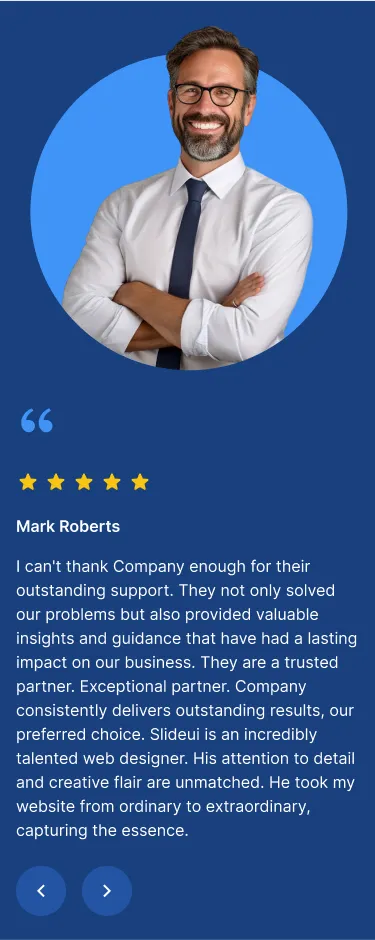 “
Mark Roberts
I can't thank Company enough for their
outstanding support. They not only solved
our problems but also provided valuable
insights and guidance that have had a lasting
impact on our business. They are a trusted
partner. Exceptional partner. Company
consistently delivers outstanding results, our
preferred choice. Slideui is an incredibly
talented web designer. His attention to detail
and creative flair are unmatched. He took my
website from ordinary to extraordinary,
capturing the essence.